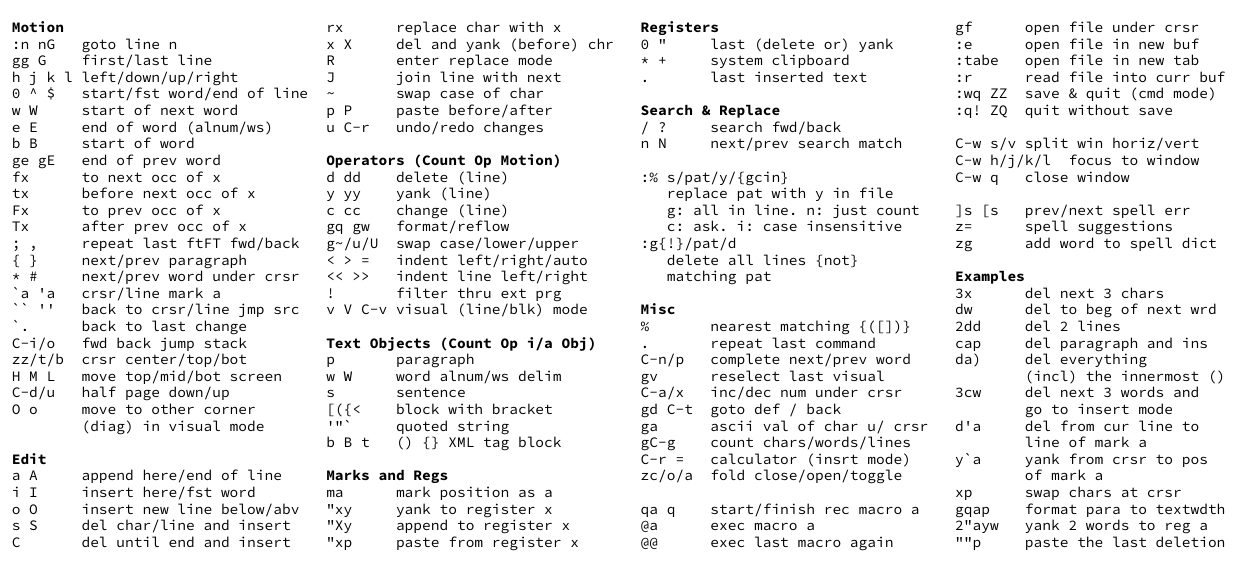 Motion
:n nG goto line n
gg G first/last line
h j k l left/down/up/right
0 ^ $ start/fst word/end of line
w W start of next word
e E end of word (alnum/ws)
b B start of word
ge gE end of prev word
fx to next occ of x
tx before next occ of x
Fx to prev occ of x
Tx after prev occ of x
; , repeat last ftFT fwd/back
{ } next/prev paragraph
* # next/prev word under crsr
`a 'a crsr/line mark a
`` '' back to crsr/line jmp src
`. back to last change
C-i/o fwd back jump stack
zz/t/b crsr center/top/bot
H M L move top/mid/bot screen
C-d/u half page down/up
O o move to other corner
(diag) in visual mode
Edit
a A append here/end of line
i I insert here/fst word
o O insert new line below/abv
s S del char/line and insert
C del until end and insert
rx replace char with x
x X del and yank (before) chr
R enter replace mode
J join line with next
~ swap case of char
p P paste before/after
u C-r undo/redo changes
Operators (Count Op Motion)
d dd delete (line)
y yy yank (line)
c cc change (line)
gq gw format/reflow
g~/u/U swap case/lower/upper
< > = indent left/right/auto
<< >> indent line left/right
! filter thru ext prg
v V C-v visual (line/blk) mode
Text Objects (Count Op i/a Obj)
p paragraph
w W word alnum/ws delim
s sentence
[({< block with bracket
'"` quoted string
b B t () {} XML tag block
Marks and Regs
ma mark position as a
"xy yank to register x
"Xy append to register x
"xp paste from register x
Registers
0 " last (delete or) yank
* + system clipboard
. last inserted text
Search & Replace
/ ? search fwd/back
n N next/prev search match
:% s/pat/y/{gcin}
replace pat with y in file
g: all in line. n: just count
c: ask. i: case insensitive
:g{!}/pat/d
delete all lines {not}
matching pat
Misc
% nearest matching {([])}
. repeat last command
C-n/p complete next/prev word
gv reselect last visual
C-a/x inc/dec num under crsr
gd C-t goto def / back
ga ascii val of char u/ crsr
gC-g count chars/words/lines
C-r = calculator (insrt mode)
zc/o/a fold close/open/toggle
qa q start/finish rec macro a
@a exec macro a
@@ exec last macro again
gf open file under crsr
:e open file in new buf
:tabe open file in new tab
:r read file into curr buf
:wq ZZ save & quit (cmd mode)
:q! ZQ quit without save
C-w s/v split win horiz/vert
C-w h/j/k/l focus to window
C-w q close window
]s [s prev/next spell err
z= spell suggestions
zg add word to spell dict
Examples
3x del next 3 chars
dw del to beg of next wrd
2dd del 2 lines
cap del paragraph and ins
da) del everything
(incl) the innermost ()
3cw del next 3 words and
go to insert mode
d'a del from cur line to
line of mark a
y`a yank from crsr to pos
of mark a
xp swap chars at crsr
gqap format para to textwdth
2"ayw yank 2 words to reg a
""p paste the last deletion